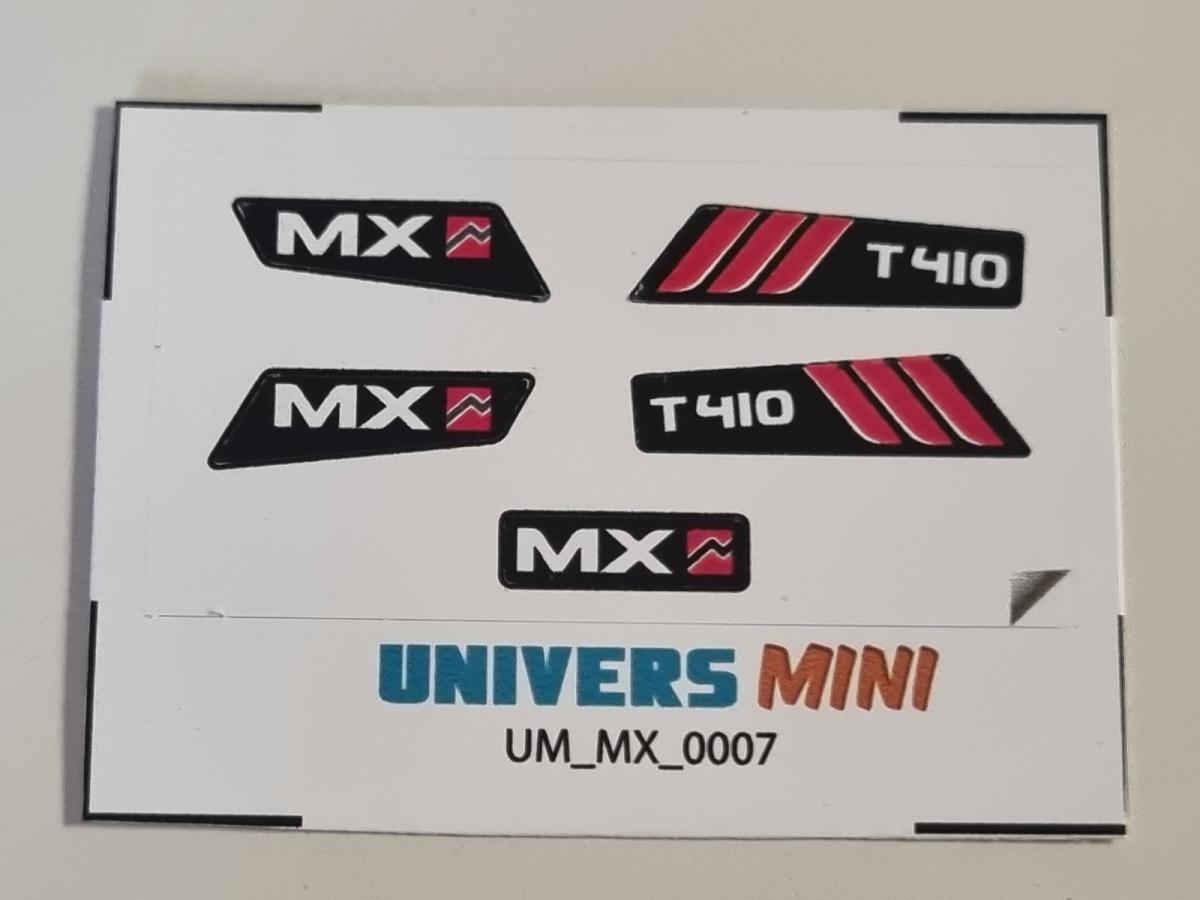 MX
T410
MX
T410
MX
UNIVERS MINI
UM_MX_0007